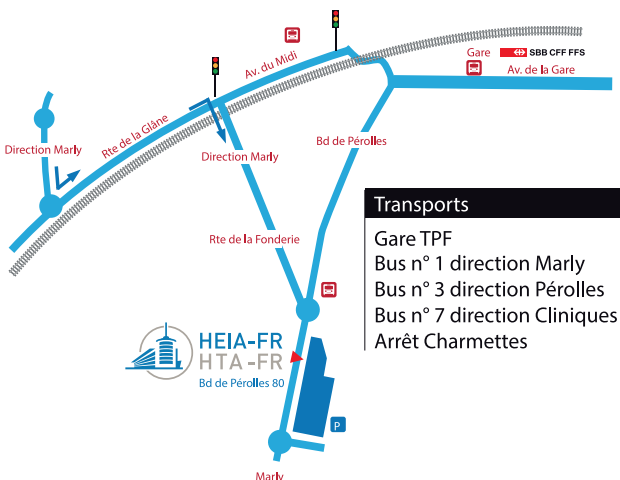 Gare
SBB CFF FFS
Av. de la Gare
Av. du Midi
Rte de la Glâne
Direction Marly
Direction Marly
Bd de Pérolles
Rte de la Fonderie
Transports
Gare TPF
Bus n° 1 direction Marly
Bus n° 3 direction Pérolles
Bus n° 7 direction Cliniques
Arrêt Charmettes
HEIA-FR
HTA-FR
Bd de Pérolles 80
P
Marly